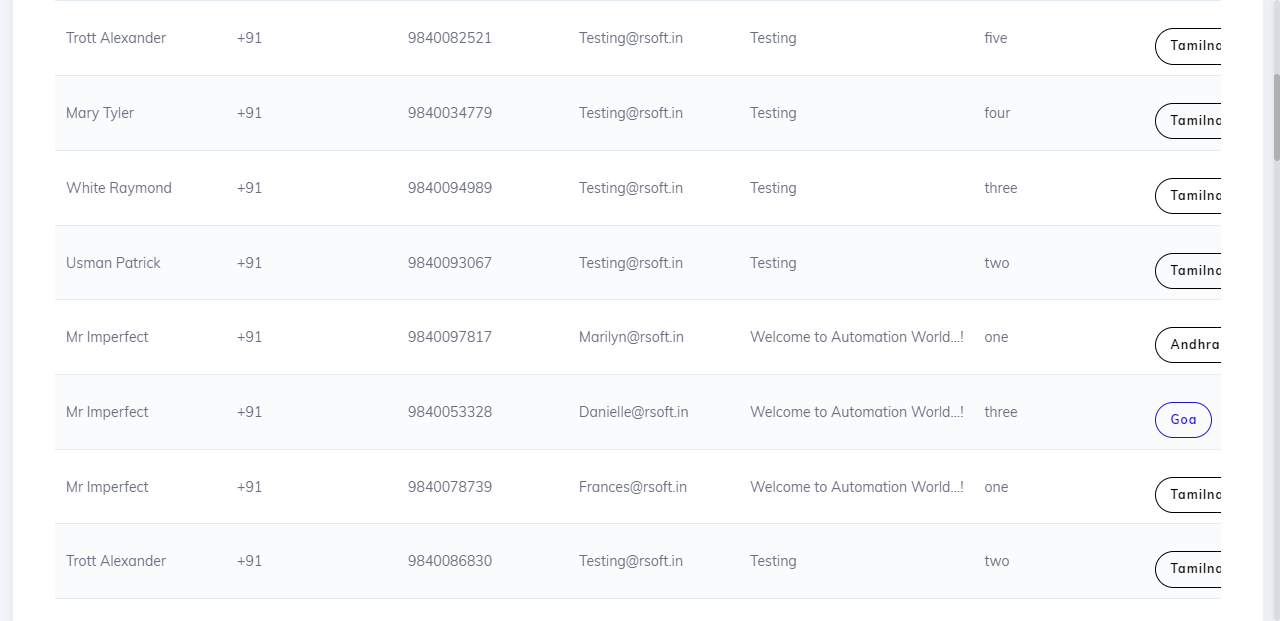 Trott Alexander +91 9840082521 Testing@rsoft.in Testing five Tamilna
Mary Tyler +91 9840034779 Testing@rsoft.in Testing four Tamilna
White Raymond +91 9840094989 Testing@rsoft.in Testing three Tamilna
Usman Patrick +91 9840093067 Testing@rsoft.in Testing two Tamilna
Mr Imperfect +91 9840097817 Marilyn@rsoft.in Welcome to Automation World...! one Andhra
Mr Imperfect +91 9840053328 Danielle@rsoft.in Welcome to Automation World...! three Goa
Mr Imperfect +91 9840078739 Frances@rsoft.in Welcome to Automation World...! one Tamilna
Trott Alexander +91 9840086830 Testing@rsoft.in Testing two Tamilna